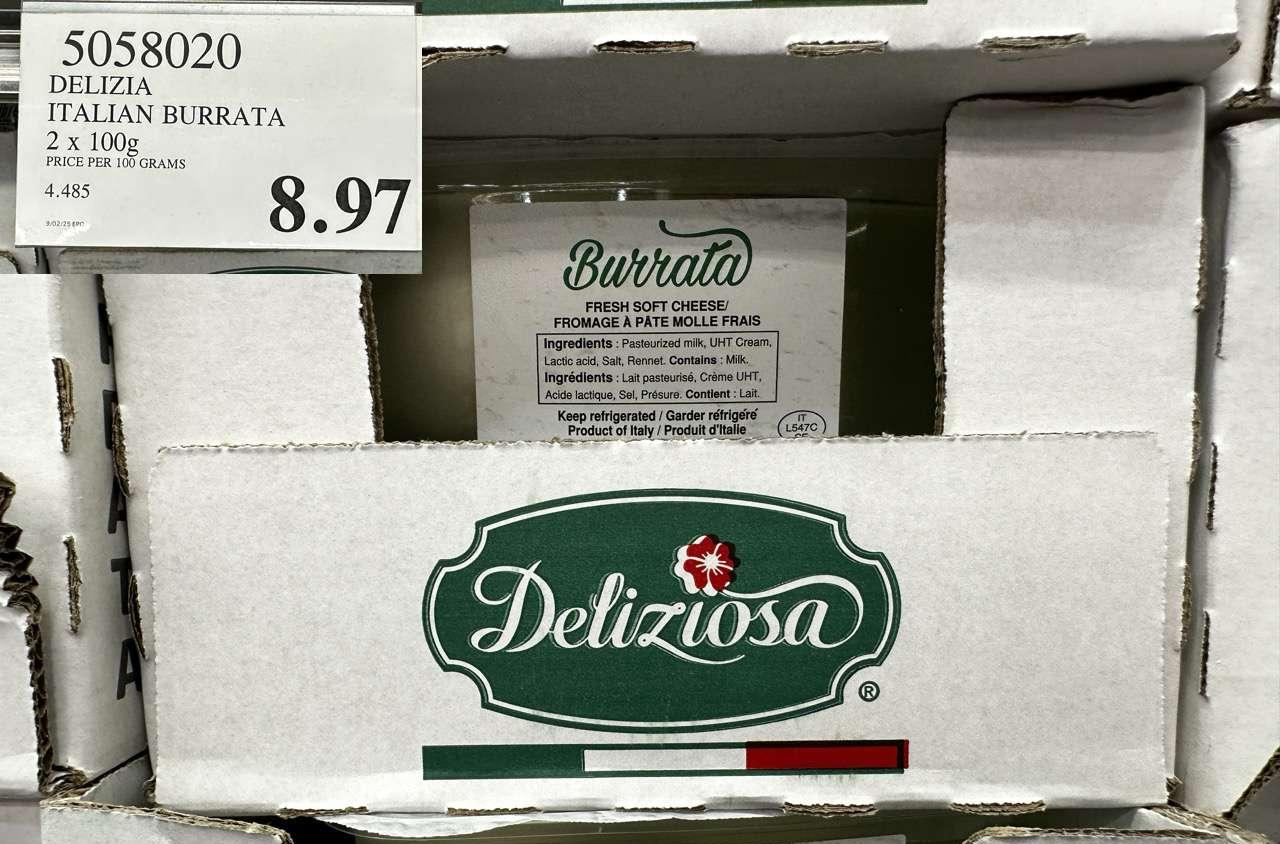 5058020
DELIZIA
ITALIAN BURRATA
2 x 100g
PRICE PER 100 GRAMS
4.485
8.97
Burrata
FRESH SOFT CHEESE/
FROMAGE À PÂTE MOLLE FRAIS
Ingredients : Pasteurized milk, UHT Cream,
Lactic acid, Salt, Rennet. Contains : Milk.
Ingrédients : Lait pasteurisé, Crème UHT,
Acide lactique, Sel, Présure. Contient : Lait.
Keep refrigerated / Garder réfrigéré
Product of Italy / Produit d'Italie
IT
L547C
CE
Deliziosa
®